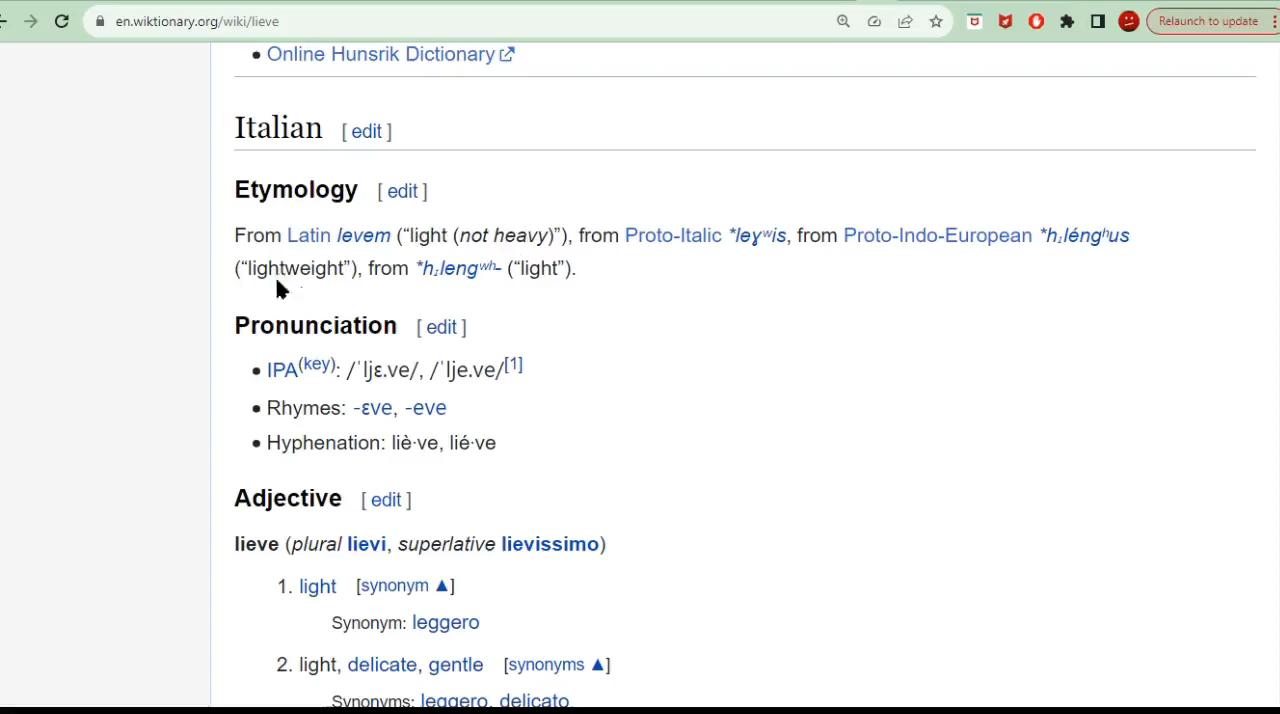 en.wiktionary.org/wiki/lieve
Relaunch to update
Online Hunsrik Dictionary
Italian [ edit ]
Etymology [ edit ]
From Latin levem (“light (not heavy)”), from Proto-Italic *leɣʷis, from Proto-Indo-European *h₁léngʰus
(“lightweight”), from *h₁lengʷʰ- (“light”).
Pronunciation [ edit ]
• IPA(key): /ˈljɛ.ve/, /ˈlje.ve/[1]
• Rhymes: -ɛve, -eve
• Hyphenation: liè·ve, lié·ve
Adjective [ edit ]
lieve (plural lievi, superlative lievissimo)
1. light [synonym ▲]
Synonym: leggero
2. light, delicate, gentle [synonyms ▲]
Synonyms: leggero, delicato